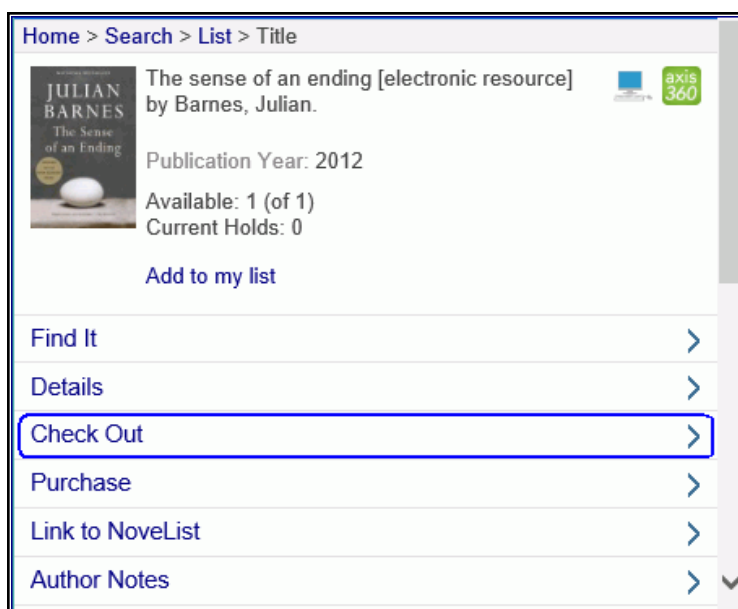 Home > Search > List > Title
JULIAN
BARNES
The Sense
of an Ending
The sense of an ending [electronic resource]
by Barnes, Julian.
axis
360
Publication Year: 2012
Available: 1 (of 1)
Current Holds: 0
Add to my list
Find It
Details
Check Out
Purchase
Link to NoveList
Author Notes